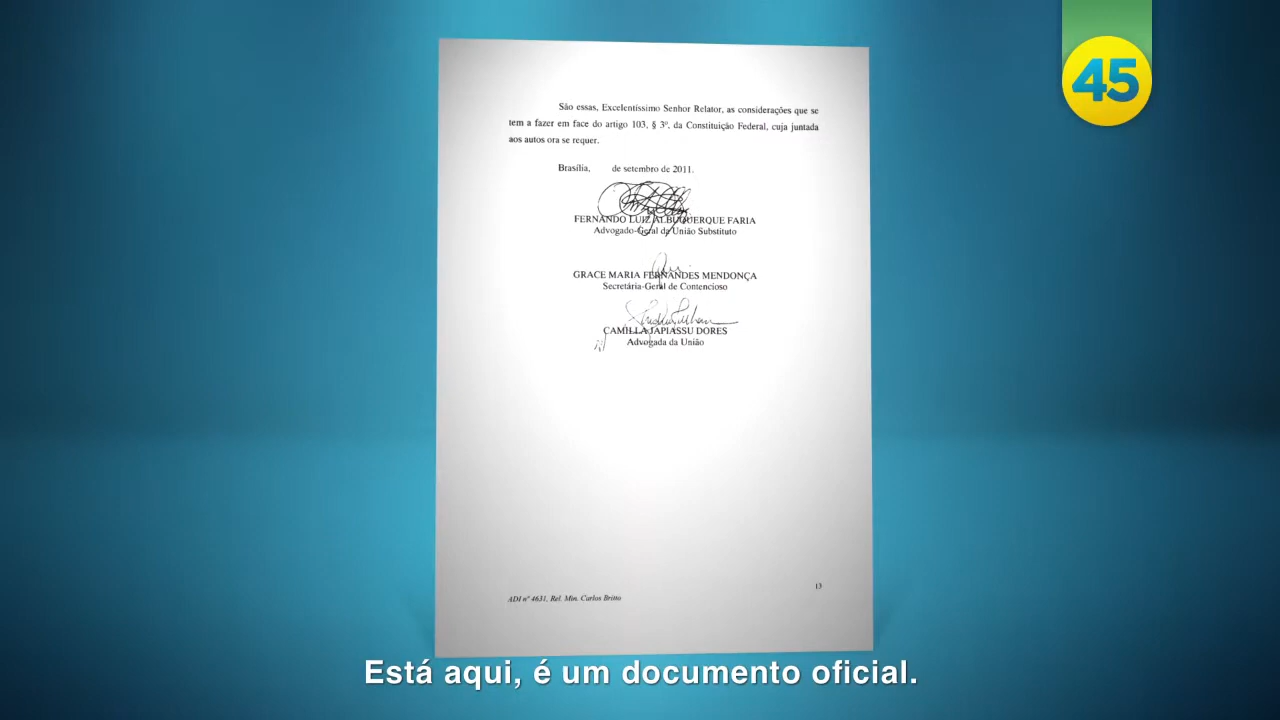 45
São essas, Excelentíssimo Senhor Relator, as considerações que se
tem a fazer em face do artigo 103, § 3º, da Constituição Federal, cuja juntada
aos autos ora se requer.
Brasília, de setembro de 2011.
FERNANDO LUIZ ALBUQUERQUE FARIA
Advogado-Geral da União Substituto
GRACE MARIA FERNANDES MENDONÇA
Secretária-Geral de Contencioso
CAMILLA JAPIASSU DORES
Advogada da União
13
ADI nº 4631, Rel. Min. Carlos Britto
Está aqui, é um documento oficial.